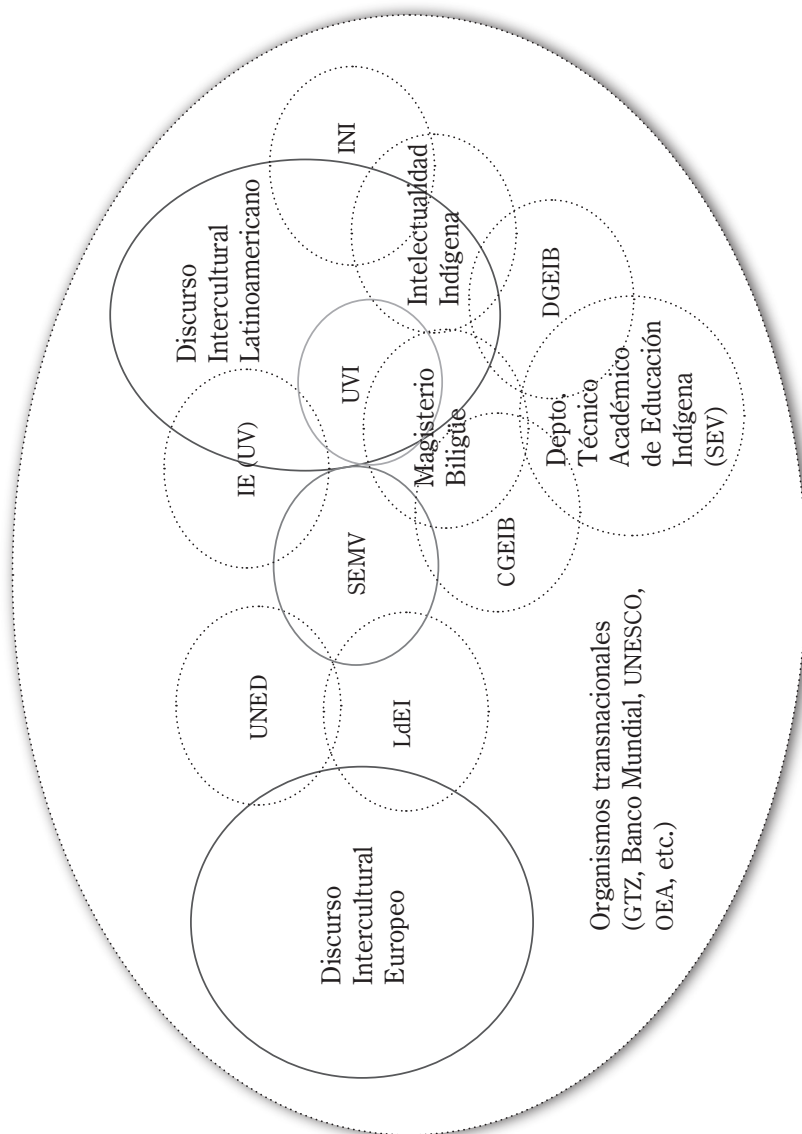 Discurso
Intercultural
Europeo
UNED
LdEI
SEMV
IE (UV)
Discurso
Intercultural
Latinoamericano
UVI
INI
Intelectualidad
Indígena
Magisterio
Biligüe
CGEIB
DGEIB
Depto.
Técnico
Académico
de Educación
Indígena
(SEV)
Organismos transnacionales
(GTZ, Banco Mundial, UNESCO,
OEA, etc.)